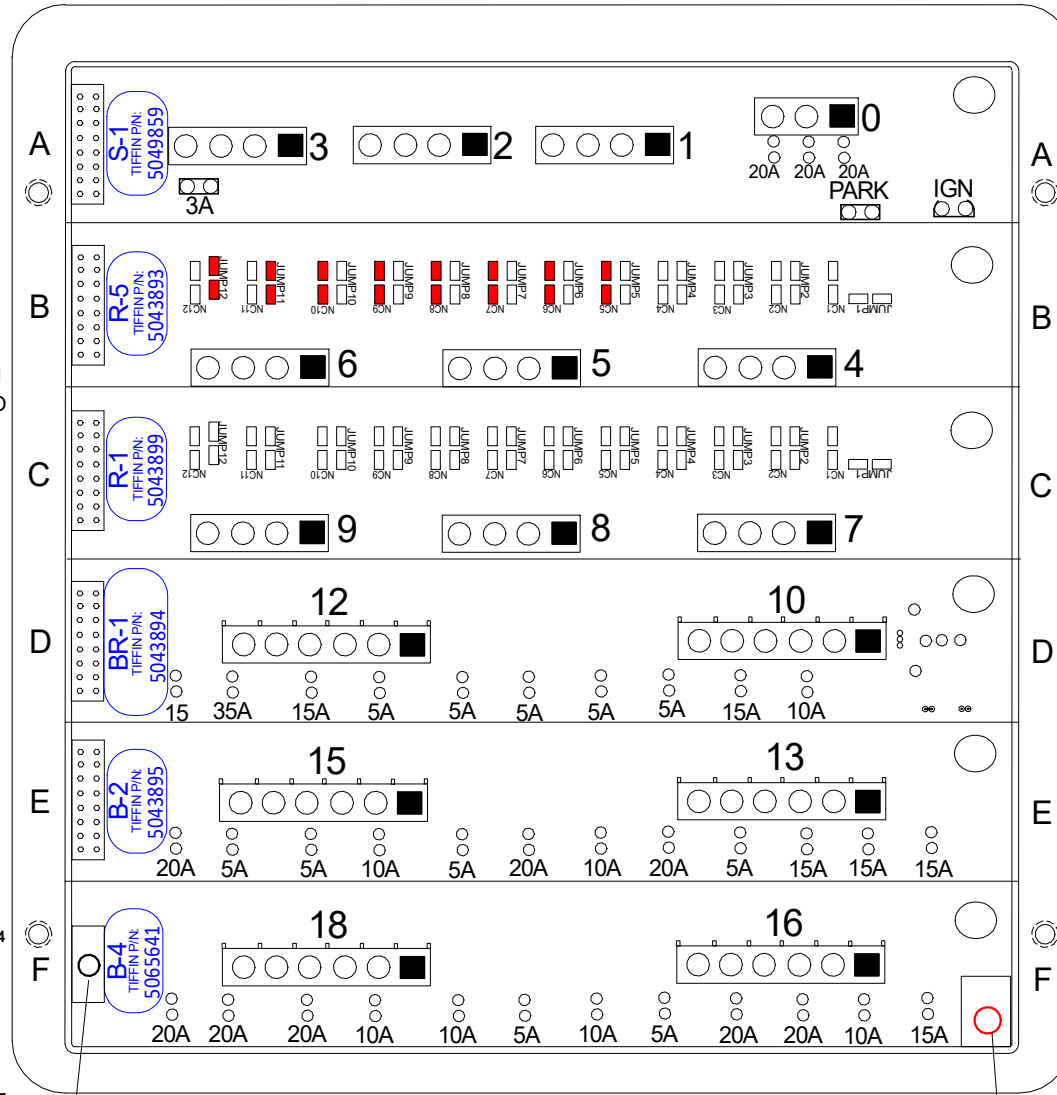 A
S-1
TIFFIN P/N:
5049859
3
2
1
0
A
20A 20A 20A
3A
PARK
IGN
B
R-5
TIFFIN P/N:
5043893
JUMP12 JUMP11 JUMP10 JUMP9 JUMP8 JUMP7 JUMP6 JUMP5 JUMP4 JUMP3 JUMP2
NC12 NC11 NC10 NC9 NC8 NC7 NC6 NC5 NC4 NC3 NC2 NC1 JUMP1
B
6
5
4
C
R-1
TIFFIN P/N:
5043899
JUMP12 JUMP11 JUMP10 JUMP9 JUMP8 JUMP7 JUMP6 JUMP5 JUMP4 JUMP3 JUMP2
NC12 NC11 NC10 NC9 NC8 NC7 NC6 NC5 NC4 NC3 NC2 NC1 JUMP1
C
9
8
7
D
BR-1
TIFFIN P/N:
5043894
12
10
D
15 35A 15A 5A 5A 5A 5A 5A 15A 10A
E
B-2
TIFFIN P/N:
5043895
15
13
E
20A 5A 5A 10A 5A 20A 10A 20A 5A 15A 15A 15A
4
F
B-4
TIFFIN P/N:
5065641
18
16
F
20A 20A 20A 10A 10A 5A 10A 5A 20A 20A 10A 15A